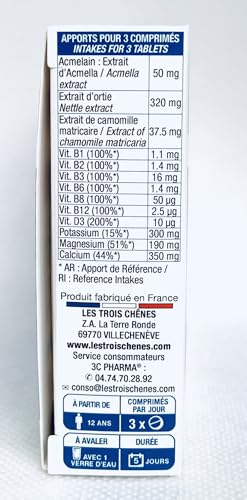 APPORTS POUR 3 COMPRIMÉS
INTAKES FOR 3 TABLETS
Acmelain : Extrait
d'Acmella / Acmella
extract
50 mg
Extrait d'ortie
Nettle extract
320 mg
Extrait de camomille
matricaire / Extract of
chamomile matricaria
37.5 mg
Vit. B1 (100%*) 1.1 mg
Vit. B2 (100%*) 1.4 mg
Vit. B3 (100%*) 16 mg
Vit. B6 (100%*) 1.4 mg
Vit. B8 (100%*) 50 µg
Vit. B12 (100%*) 2.5 µg
Vit. D3 (200%*) 10 µg
Potassium (15%*) 300 mg
Magnesium (51%*) 190 mg
Calcium (44%*) 350 mg
* AR : Apport de Référence /
RI : Reference Intakes
Produit fabriqué en France
LES TROIS CHÊNES
Z.A. La Terre Ronde
69770 VILLECHENÈVE
www.lestroischenes.com
Service consommateurs
3C PHARMA® :
✆ 04.74.70.28.92
✉ conso@lestroischenes.com
À PARTIR DE
12 ANS
COMPRIMÉS
PAR JOUR
3 x
À AVALER
AVEC 1
VERRE D'EAU
DURÉE
5 JOURS